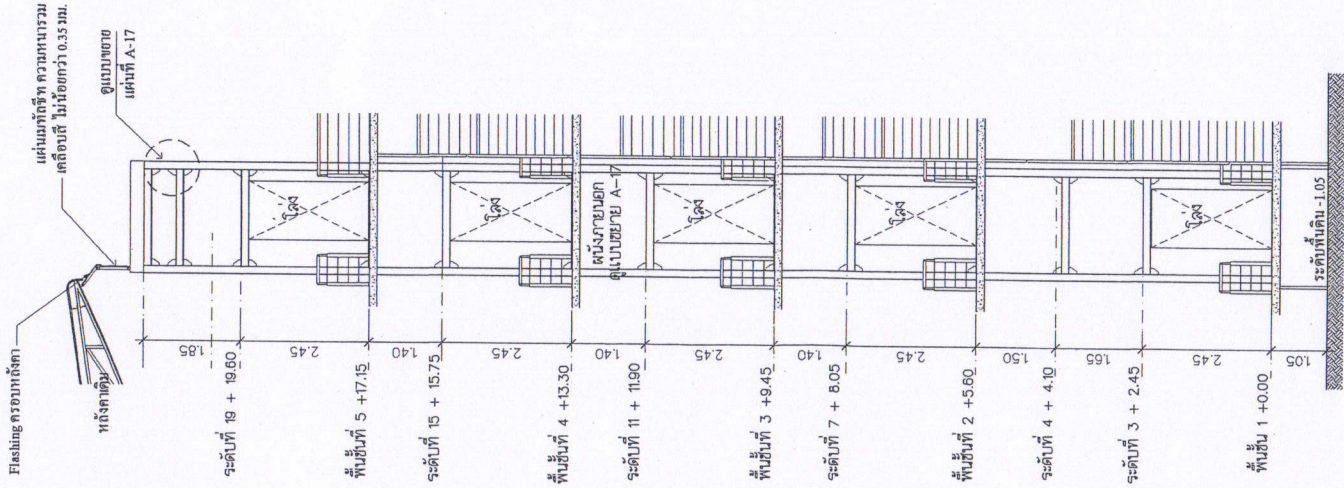 Flashing ครอบหลังคา
แผ่นเมทัลชีท ความหนารวม
เคลือบสี ไม่น้อยกว่า 0.35 มม.
ดูแบบขยาย
แผ่นที่ A-17
หลังคาเดิม
1.85
ระดับที่ 19 + 19.60
2.45
โล่ง
พื้นชั้นที่ 5 +17.15
1.40
ระดับที่ 15 + 15.75
2.45
โล่ง
พื้นชั้นที่ 4 +13.30
ผนังภายนอก
ดูแบบขยาย A-17
1.40
ระดับที่ 11 + 11.90
2.45
โล่ง
พื้นชั้นที่ 3 +9.45
1.40
ระดับที่ 7 + 8.05
2.45
โล่ง
พื้นชั้นที่ 2 +5.60
1.50
ระดับที่ 4 + 4.10
1.65
ระดับที่ 3 + 2.45
2.45
โล่ง
พื้นชั้น 1 +0.00
1.05
ระดับพื้นดิน -1.05